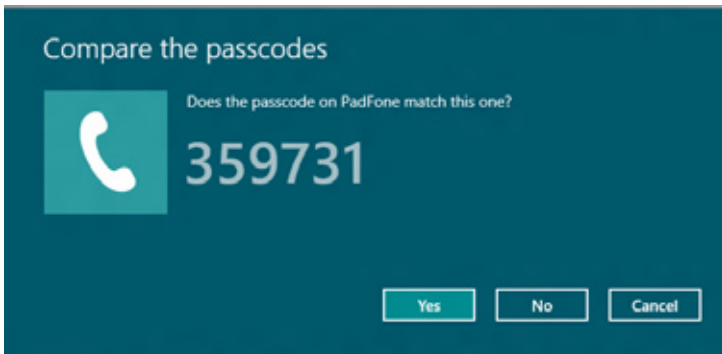 Compare the passcodes
Does the passcode on PadFone match this one?
359731
Yes No Cancel